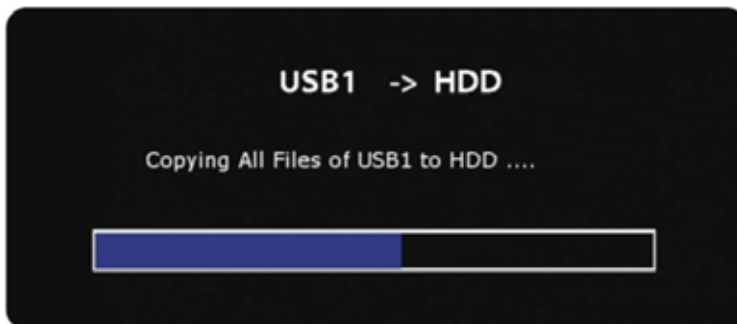 USB1 -> HDD
Copying All Files of USB1 to HDD ....